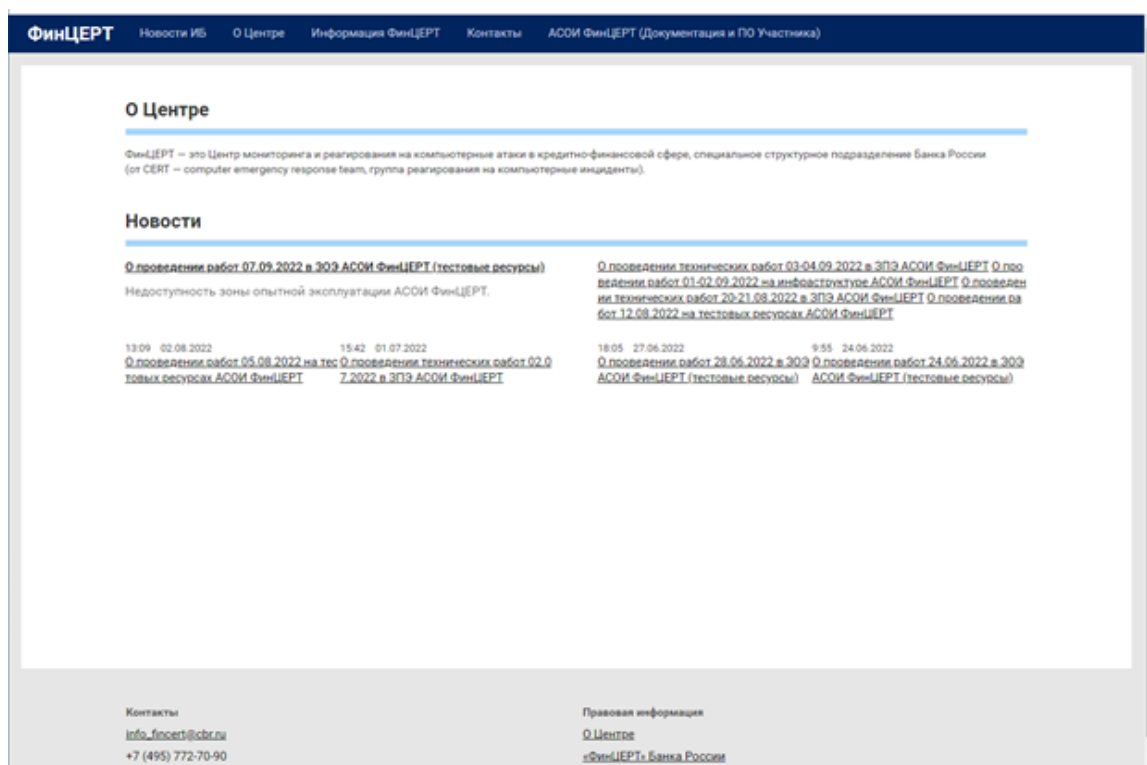 ФинЦЕРТ Новости ИБ О Центре Информация ФинЦЕРТ Контакты АСОИ ФинЦЕРТ (Документация и ПО Участника)
О Центре
ФинЦЕРТ — это Центр мониторинга и реагирования на компьютерные атаки в кредитно-финансовой сфере, специальное структурное подразделение Банка России
(от CERT — computer emergency response team, группа реагирования на компьютерные инциденты).
Новости
О проведении работ 07.09.2022 в ЗОЭ АСОИ ФинЦЕРТ (тестовые ресурсы)
Недоступность зоны опытной эксплуатации АСОИ ФинЦЕРТ.
О проведении технических работ 03-04.09.2022 в ЗПЭ АСОИ ФинЦЕРТ О про
ведении работ 01-02.09.2022 на инфраструктуре АСОИ ФинЦЕРТ О проведен
ии технических работ 20-21.08.2022 в ЗПЭ АСОИ ФинЦЕРТ О проведении ра
бот 12.08.2022 на тестовых ресурсах АСОИ ФинЦЕРТ
13:09 02.08.2022
О проведении работ 05.08.2022 на тес
товых ресурсах АСОИ ФинЦЕРТ
15:42 01.07.2022
О проведении технических работ 02.0
7.2022 в ЗПЭ АСОИ ФинЦЕРТ
18:05 27.06.2022
О проведении работ 28.06.2022 в ЗОЭ
АСОИ ФинЦЕРТ (тестовые ресурсы)
9:55 24.06.2022
О проведении работ 24.06.2022 в ЗОЭ
АСОИ ФинЦЕРТ (тестовые ресурсы)
Контакты
info_fincert@cbr.ru
+7 (495) 772-70-90
Правовая информация
О Центре
«ФинЦЕРТ» Банка России